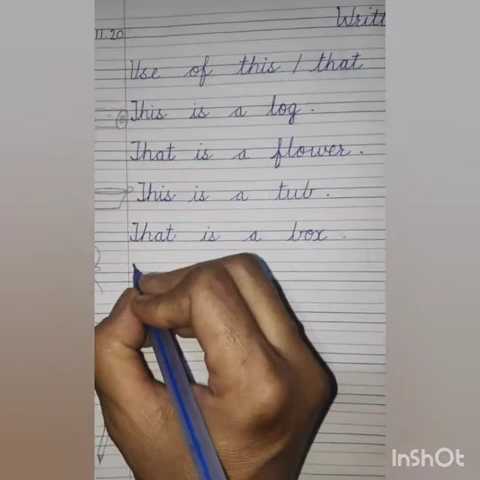 Writt
11.20
Use of this / that
This is a log.
That is a flower.
This is a tub.
That is a box.
InShOt